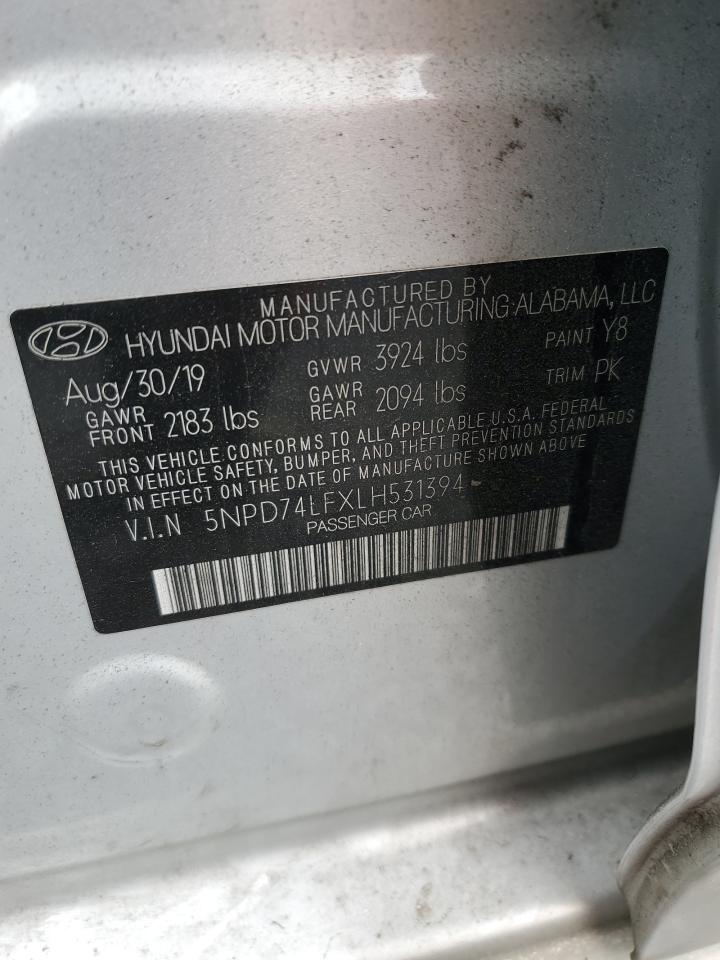 MANUFACTURED BY
HYUNDAI MOTOR MANUFACTURING ALABAMA, LLC
Aug/30/19 GVWR 3924 lbs PAINT Y8
GAWR FRONT 2183 lbs GAWR REAR 2094 lbs TRIM PK
THIS VEHICLE CONFORMS TO ALL APPLICABLE U.S.A. FEDERAL
MOTOR VEHICLE SAFETY, BUMPER, AND THEFT PREVENTION STANDARDS
IN EFFECT ON THE DATE OF MANUFACTURE SHOWN ABOVE
V.I.N 5NPD74LFXLH531394
PASSENGER CAR